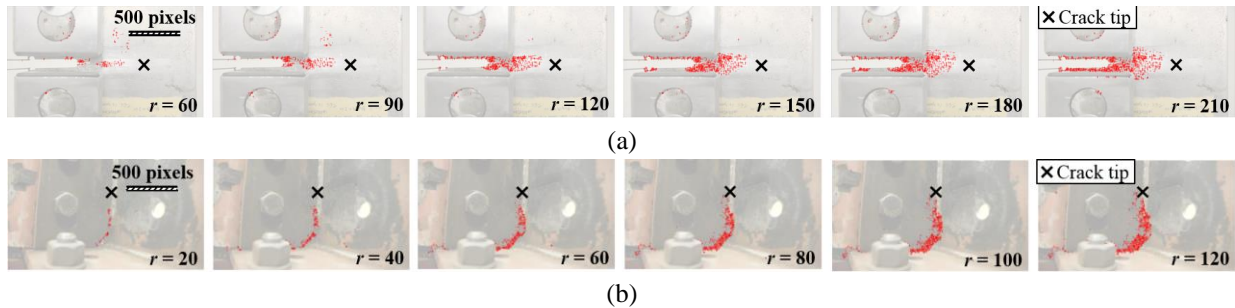 500 pixels
× Crack tip
r = 60
r = 90
r = 120
r = 150
r = 180
r = 210
(a)
500 pixels
× Crack tip
r = 20
r = 40
r = 60
r = 80
r = 100
r = 120
(b)